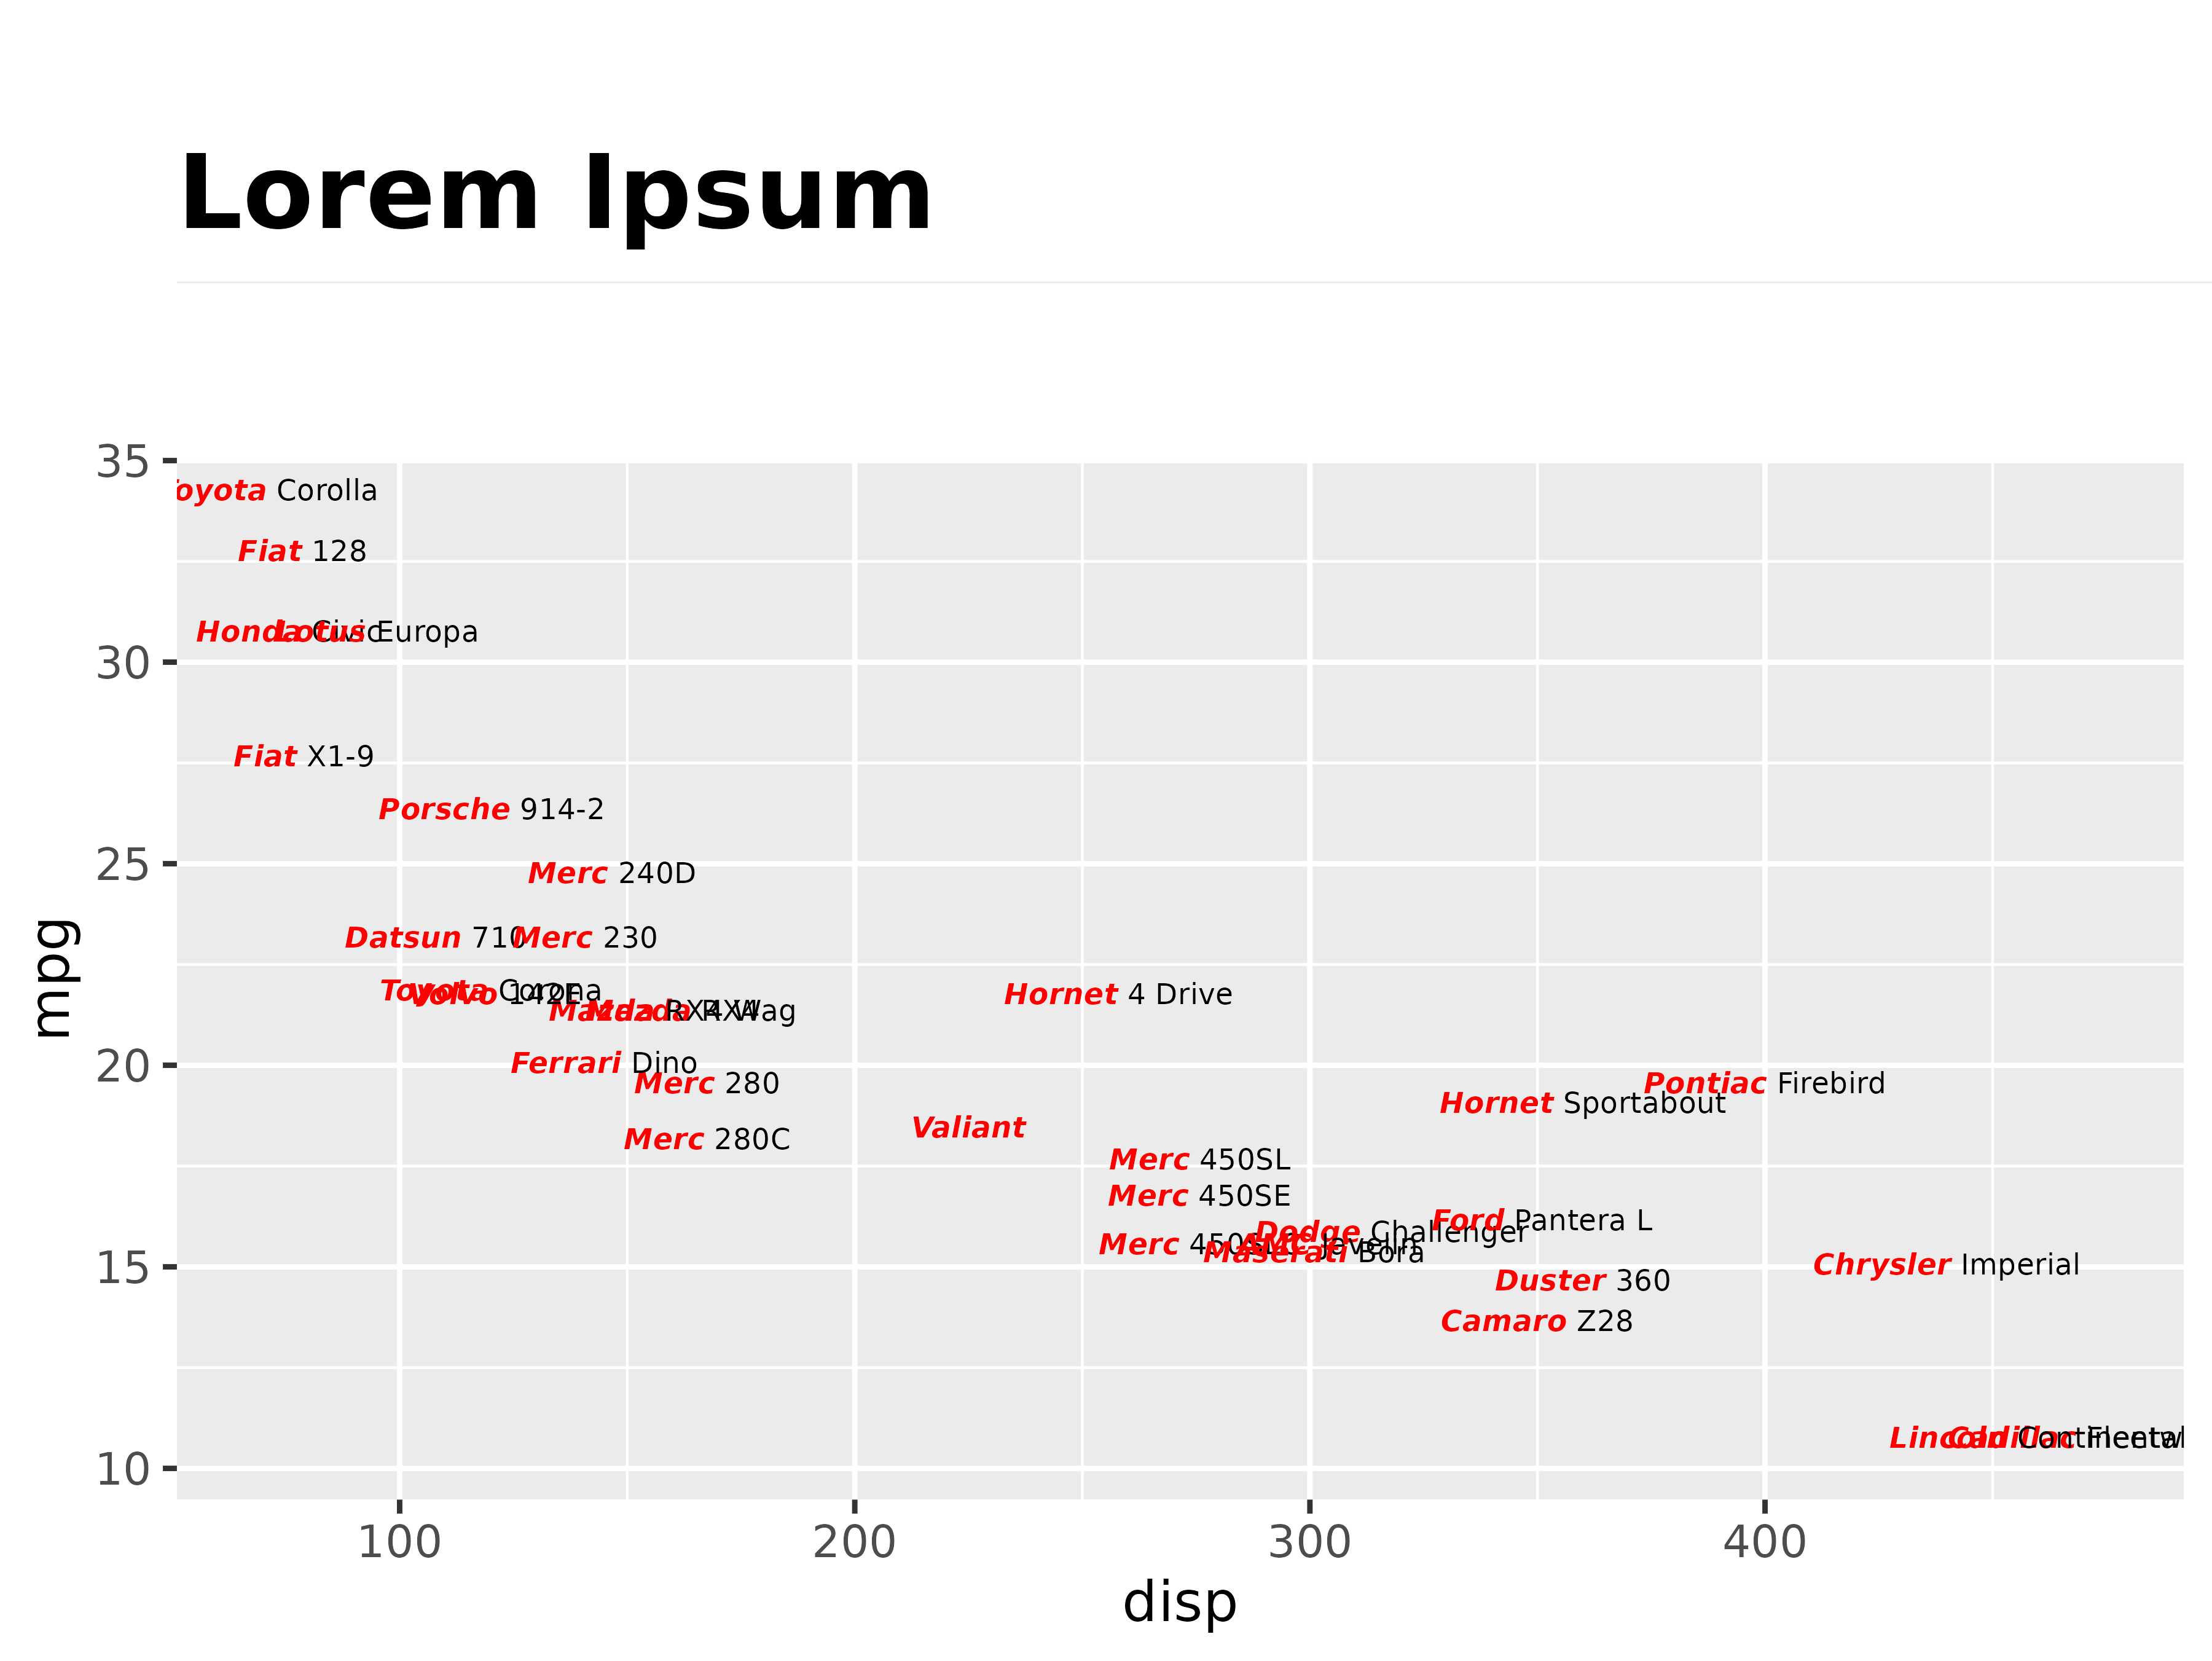 Lorem Ipsum
35
oyota Corolla
Fiat 128
Honda Civic
Lotus Europa
30
Fiat X1-9
Porsche 914-2
25
Merc 240D
Datsun 710
Merc 230
Toyota Corona
Volvo 142E
Mazda RX4 Wag
Mazda RX4
Hornet 4 Drive
20
Ferrari Dino
Merc 280
Pontiac Firebird
Hornet Sportabout
Valiant
Merc 280C
Merc 450SL
Merc 450SE
Ford Pantera L
Dodge Challenger
Merc 450SLC
AMC Javelin
Maserati Bora
15
Chrysler Imperial
Duster 360
Camaro Z28
Lincoln Continental
Cadillac
10
100
200
300
400
disp
mpg